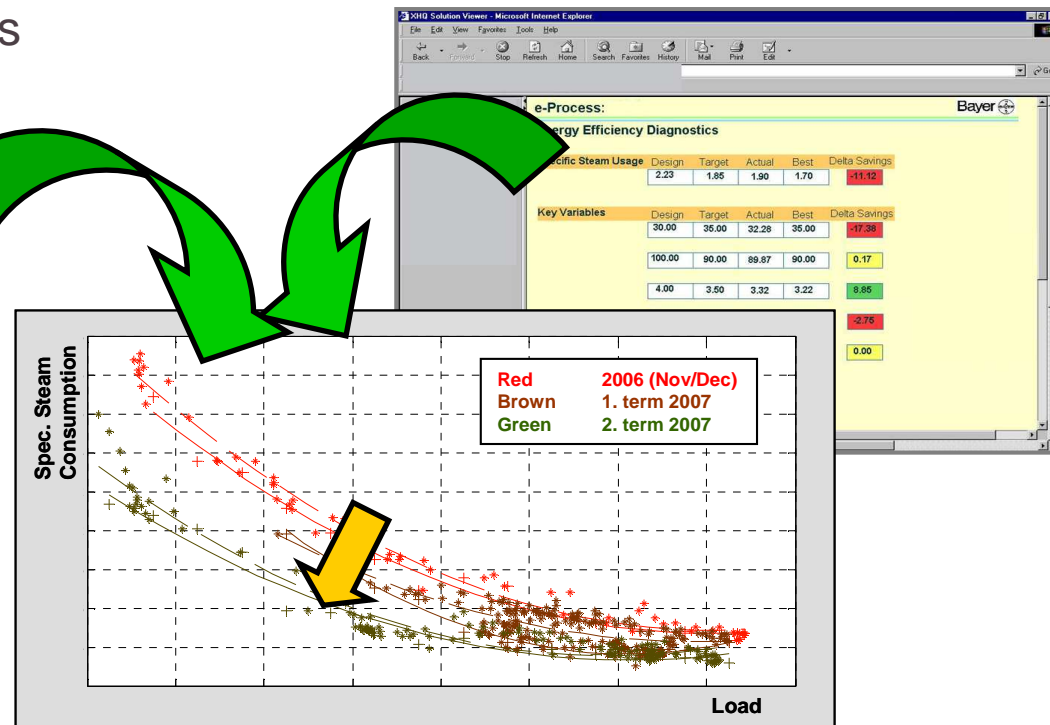 s
XHQ Solution Viewer - Microsoft Internet Explorer
File Edit View Favorites Tools Help
Back Forward Stop Refresh Home Search Favorites History Mail Print Edit
e-Process:
Bayer
ergy Efficiency Diagnostics
ecific Steam Usage Design Target Actual Best Delta Savings
2.23 1.85 1.90 1.70 -11.12
Key Variables Design Target Actual Best Delta Savings
30.00 35.00 32.28 35.00 -17.38
100.00 90.00 89.87 90.00 0.17
4.00 3.50 3.32 3.22 8.85
-2.75
0.00
Spec. Steam
Consumption
Red 2006 (Nov/Dec)
Brown 1. term 2007
Green 2. term 2007
Load